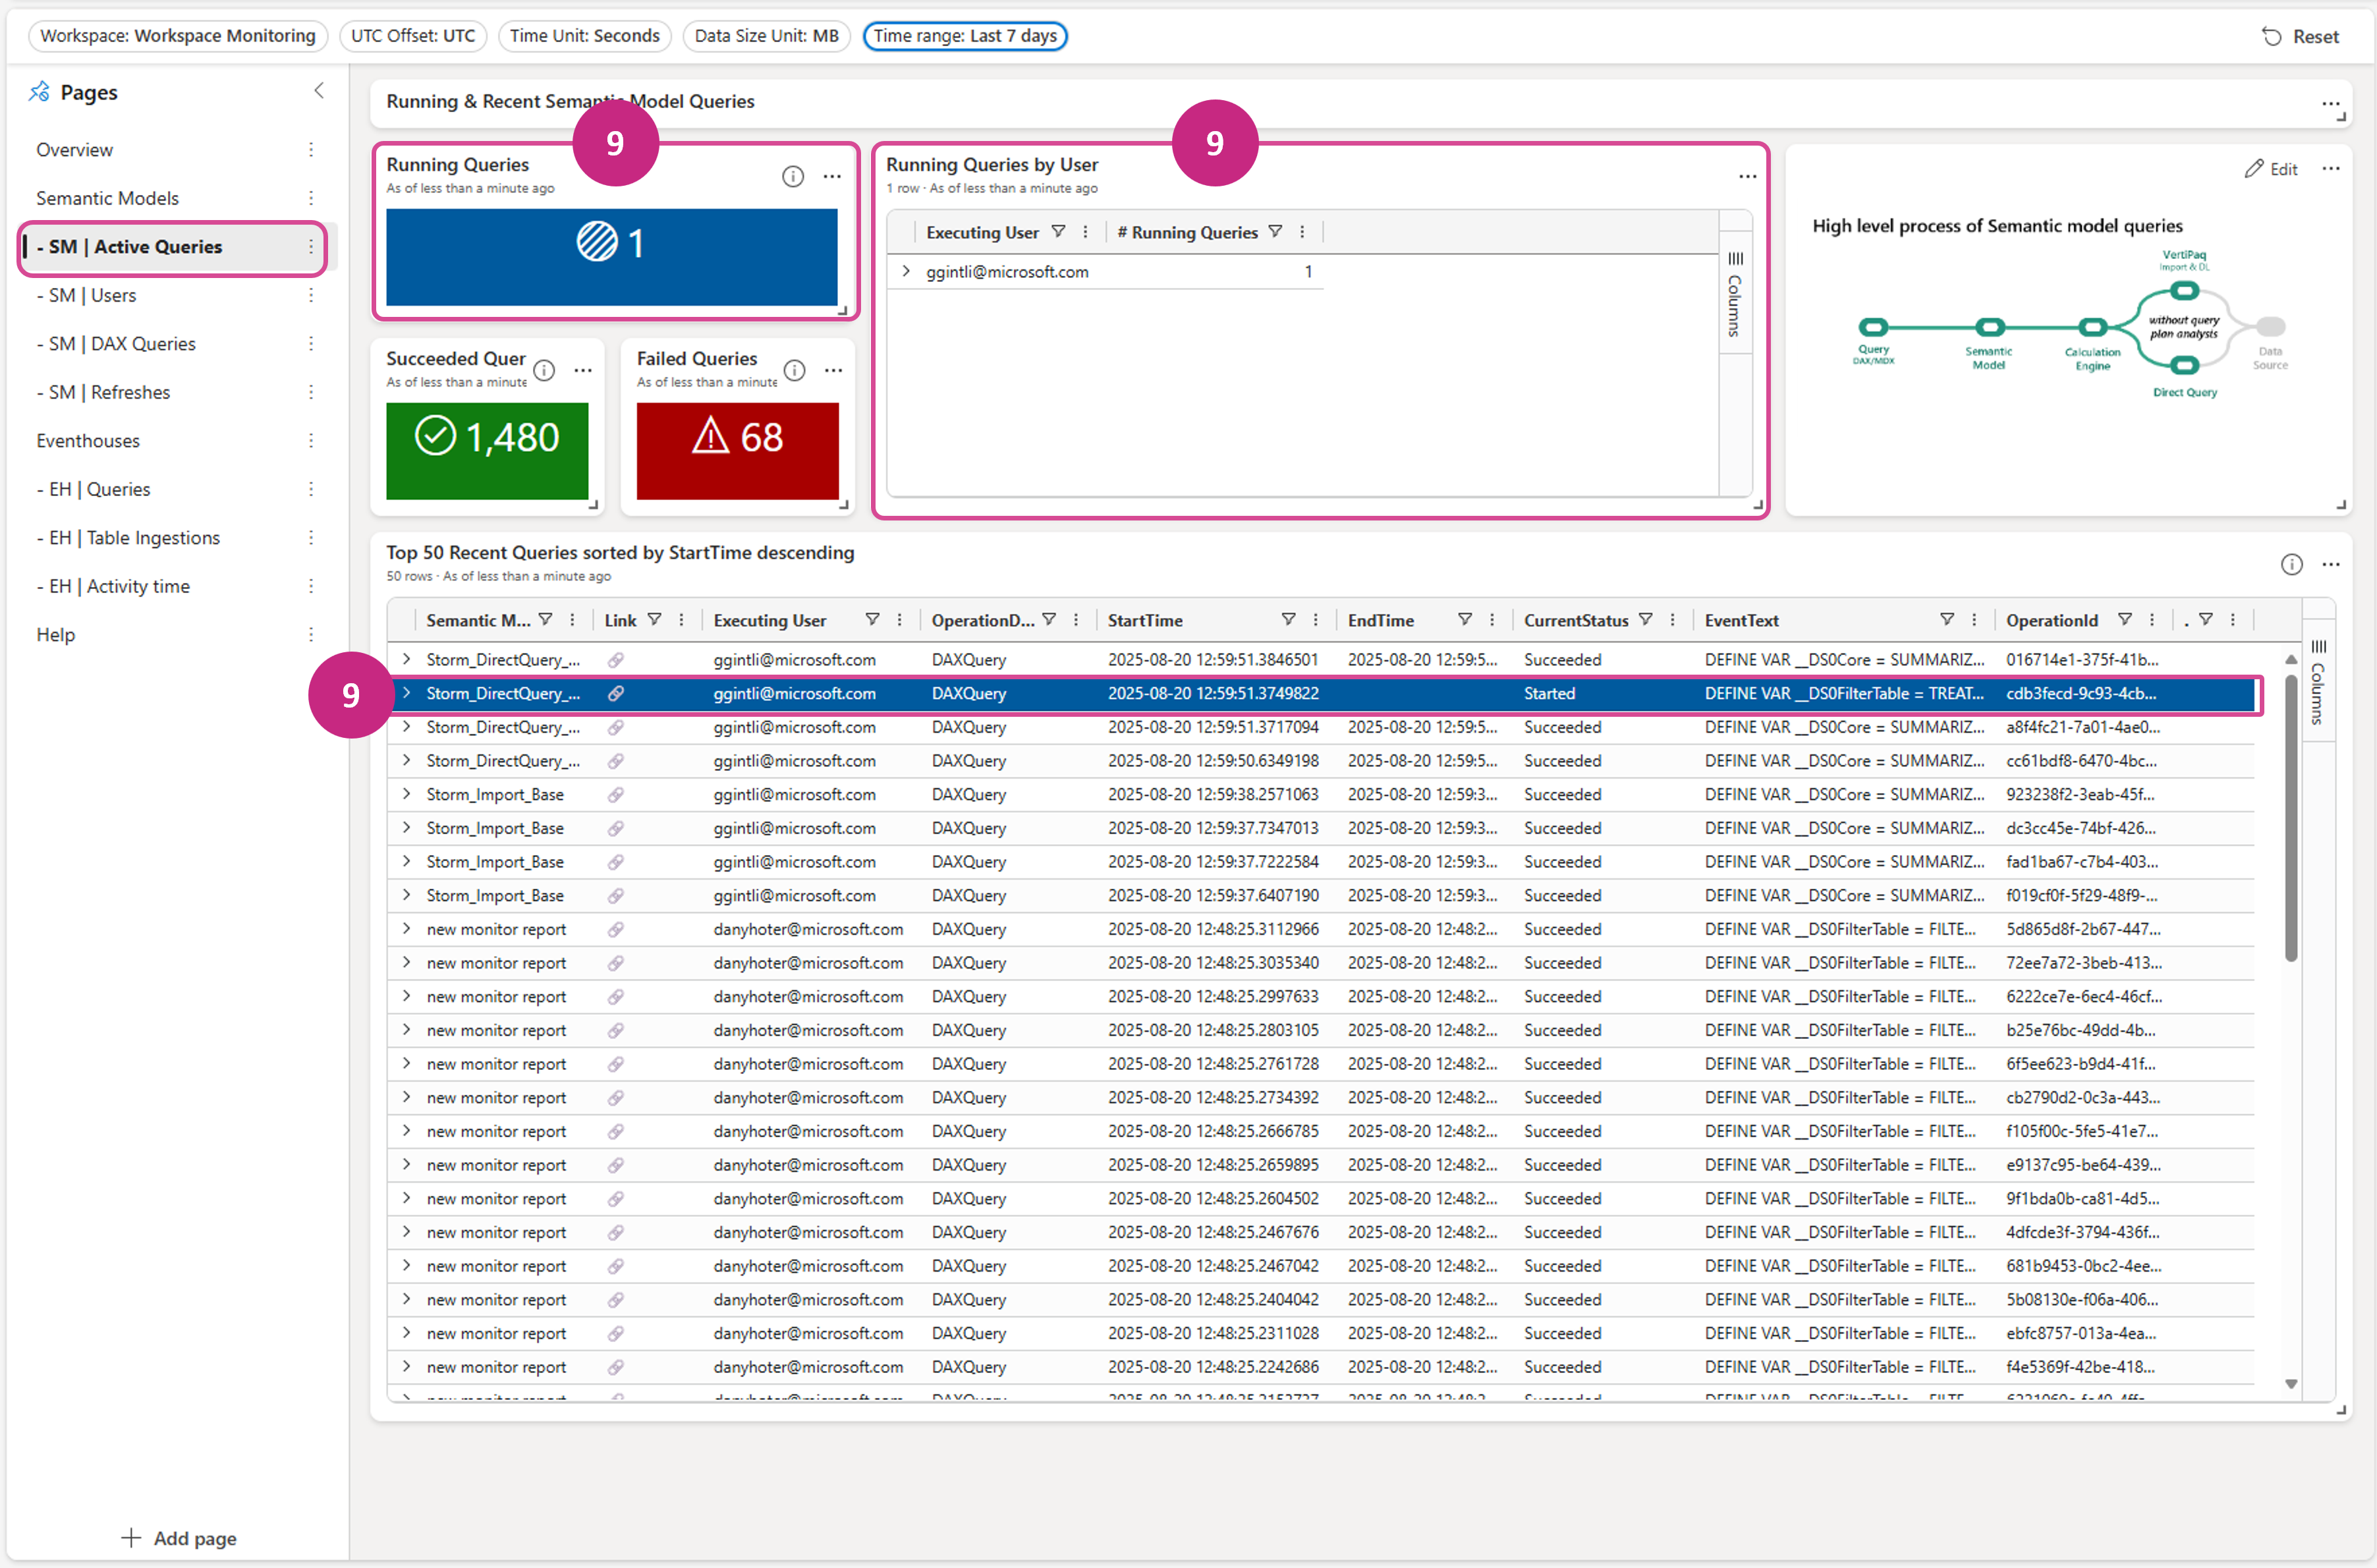 Workspace: Workspace Monitoring UTC Offset: UTC Time Unit: Seconds Data Size Unit: MB Time range: Last 7 days Reset
Pages
Overview
Semantic Models
- SM | Active Queries
- SM | Users
- SM | DAX Queries
- SM | Refreshes
Eventhouses
- EH | Queries
- EH | Table Ingestions
- EH | Activity time
Help
Add page
Running & Recent Semantic Model Queries
9
9
Running Queries
As of less than a minute ago
1
Succeeded Quer
As of less than a minute
1,480
Failed Queries
As of less than a minute
68
Running Queries by User
1 row · As of less than a minute ago
Executing User # Running Queries
ggintli@microsoft.com 1
Columns
Edit
High level process of Semantic model queries
VertiPaq
Import & DL
without query
plan analysis
Query
DAX/MDX
Semantic
Model
Calculation
Engine
Data
Source
Direct Query
Top 50 Recent Queries sorted by StartTime descending
50 rows · As of less than a minute ago
Semantic M... Link Executing User OperationD... StartTime EndTime CurrentStatus EventText OperationId .
Storm_DirectQuery_... ggintli@microsoft.com DAXQuery 2025-08-20 12:59:51.3846501 2025-08-20 12:59:5... Succeeded DEFINE VAR __DS0Core = SUMMARIZ... 016714e1-375f-41b...
9
Storm_DirectQuery_... ggintli@microsoft.com DAXQuery 2025-08-20 12:59:51.3749822 Started DEFINE VAR __DS0FilterTable = TREAT... cdb3fecd-9c93-4cb...
Storm_DirectQuery_... ggintli@microsoft.com DAXQuery 2025-08-20 12:59:51.3717094 2025-08-20 12:59:5... Succeeded DEFINE VAR __DS0Core = SUMMARIZ... a8f4fc21-7a01-4ae0...
Storm_DirectQuery_... ggintli@microsoft.com DAXQuery 2025-08-20 12:59:50.6349198 2025-08-20 12:59:5... Succeeded DEFINE VAR __DS0Core = SUMMARIZ... cc61bdf8-6470-4bc...
Storm_Import_Base ggintli@microsoft.com DAXQuery 2025-08-20 12:59:38.2571063 2025-08-20 12:59:3... Succeeded DEFINE VAR __DS0Core = SUMMARIZ... 923238f2-3eab-45f...
Storm_Import_Base ggintli@microsoft.com DAXQuery 2025-08-20 12:59:37.7347013 2025-08-20 12:59:3... Succeeded DEFINE VAR __DS0Core = SUMMARIZ... dc3cc45e-74bf-426...
Storm_Import_Base ggintli@microsoft.com DAXQuery 2025-08-20 12:59:37.7222584 2025-08-20 12:59:3... Succeeded DEFINE VAR __DS0Core = SUMMARIZ... fad1ba67-c7b4-403...
Storm_Import_Base ggintli@microsoft.com DAXQuery 2025-08-20 12:59:37.6407190 2025-08-20 12:59:3... Succeeded DEFINE VAR __DS0Core = SUMMARIZ... f019cf0f-5f29-48f9-...
new monitor report danyhoter@microsoft.com DAXQuery 2025-08-20 12:48:25.3112966 2025-08-20 12:48:2... Succeeded DEFINE VAR __DS0FilterTable = FILTE... 5d865d8f-2b67-447...
new monitor report danyhoter@microsoft.com DAXQuery 2025-08-20 12:48:25.3035340 2025-08-20 12:48:2... Succeeded DEFINE VAR __DS0FilterTable = FILTE... 72ee7a72-3beb-413...
new monitor report danyhoter@microsoft.com DAXQuery 2025-08-20 12:48:25.2997633 2025-08-20 12:48:2... Succeeded DEFINE VAR __DS0FilterTable = FILTE... 6222ce7e-6ec4-46cf...
new monitor report danyhoter@microsoft.com DAXQuery 2025-08-20 12:48:25.2803105 2025-08-20 12:48:2... Succeeded DEFINE VAR __DS0FilterTable = FILTE... b25e76bc-49dd-4b...
new monitor report danyhoter@microsoft.com DAXQuery 2025-08-20 12:48:25.2761728 2025-08-20 12:48:2... Succeeded DEFINE VAR __DS0FilterTable = FILTE... 6f5ee623-b9d4-41f...
new monitor report danyhoter@microsoft.com DAXQuery 2025-08-20 12:48:25.2734392 2025-08-20 12:48:2... Succeeded DEFINE VAR __DS0FilterTable = FILTE... cb2790d2-0c3a-443...
new monitor report danyhoter@microsoft.com DAXQuery 2025-08-20 12:48:25.2666785 2025-08-20 12:48:2... Succeeded DEFINE VAR __DS0FilterTable = FILTE... f105f00c-5fe5-41e7...
new monitor report danyhoter@microsoft.com DAXQuery 2025-08-20 12:48:25.2659895 2025-08-20 12:48:2... Succeeded DEFINE VAR __DS0FilterTable = FILTE... e9137c95-be64-439...
new monitor report danyhoter@microsoft.com DAXQuery 2025-08-20 12:48:25.2604502 2025-08-20 12:48:2... Succeeded DEFINE VAR __DS0FilterTable = FILTE... 9f1bda0b-ca81-4d5...
new monitor report danyhoter@microsoft.com DAXQuery 2025-08-20 12:48:25.2467676 2025-08-20 12:48:2... Succeeded DEFINE VAR __DS0FilterTable = FILTE... 4dfcde3f-3794-436f...
new monitor report danyhoter@microsoft.com DAXQuery 2025-08-20 12:48:25.2467042 2025-08-20 12:48:2... Succeeded DEFINE VAR __DS0FilterTable = FILTE... 681b9453-0bc2-4ee...
new monitor report danyhoter@microsoft.com DAXQuery 2025-08-20 12:48:25.2404042 2025-08-20 12:48:2... Succeeded DEFINE VAR __DS0FilterTable = FILTE... 5b08130e-f06a-406...
new monitor report danyhoter@microsoft.com DAXQuery 2025-08-20 12:48:25.2311028 2025-08-20 12:48:2... Succeeded DEFINE VAR __DS0FilterTable = FILTE... ebfc8757-013a-4ea...
new monitor report danyhoter@microsoft.com DAXQuery 2025-08-20 12:48:25.2242686 2025-08-20 12:48:2... Succeeded DEFINE VAR __DS0FilterTable = FILTE... f4e5369f-42be-418...
Columns